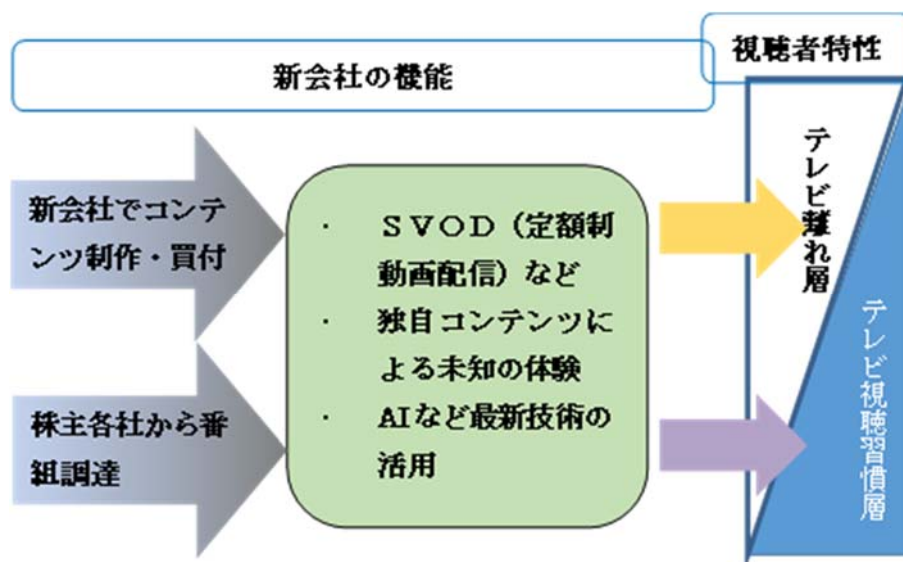 新会社の機能
視聴者特性
新会社でコンテ
ンツ制作・買付
株主各社から番
組調達
・ SVOD（定額制
動画配信）など
・ 独自コンテンツに
よる未知の体験
・ AIなど最新技術の
活用
テレビ離れ層
テレビ視聴習慣層